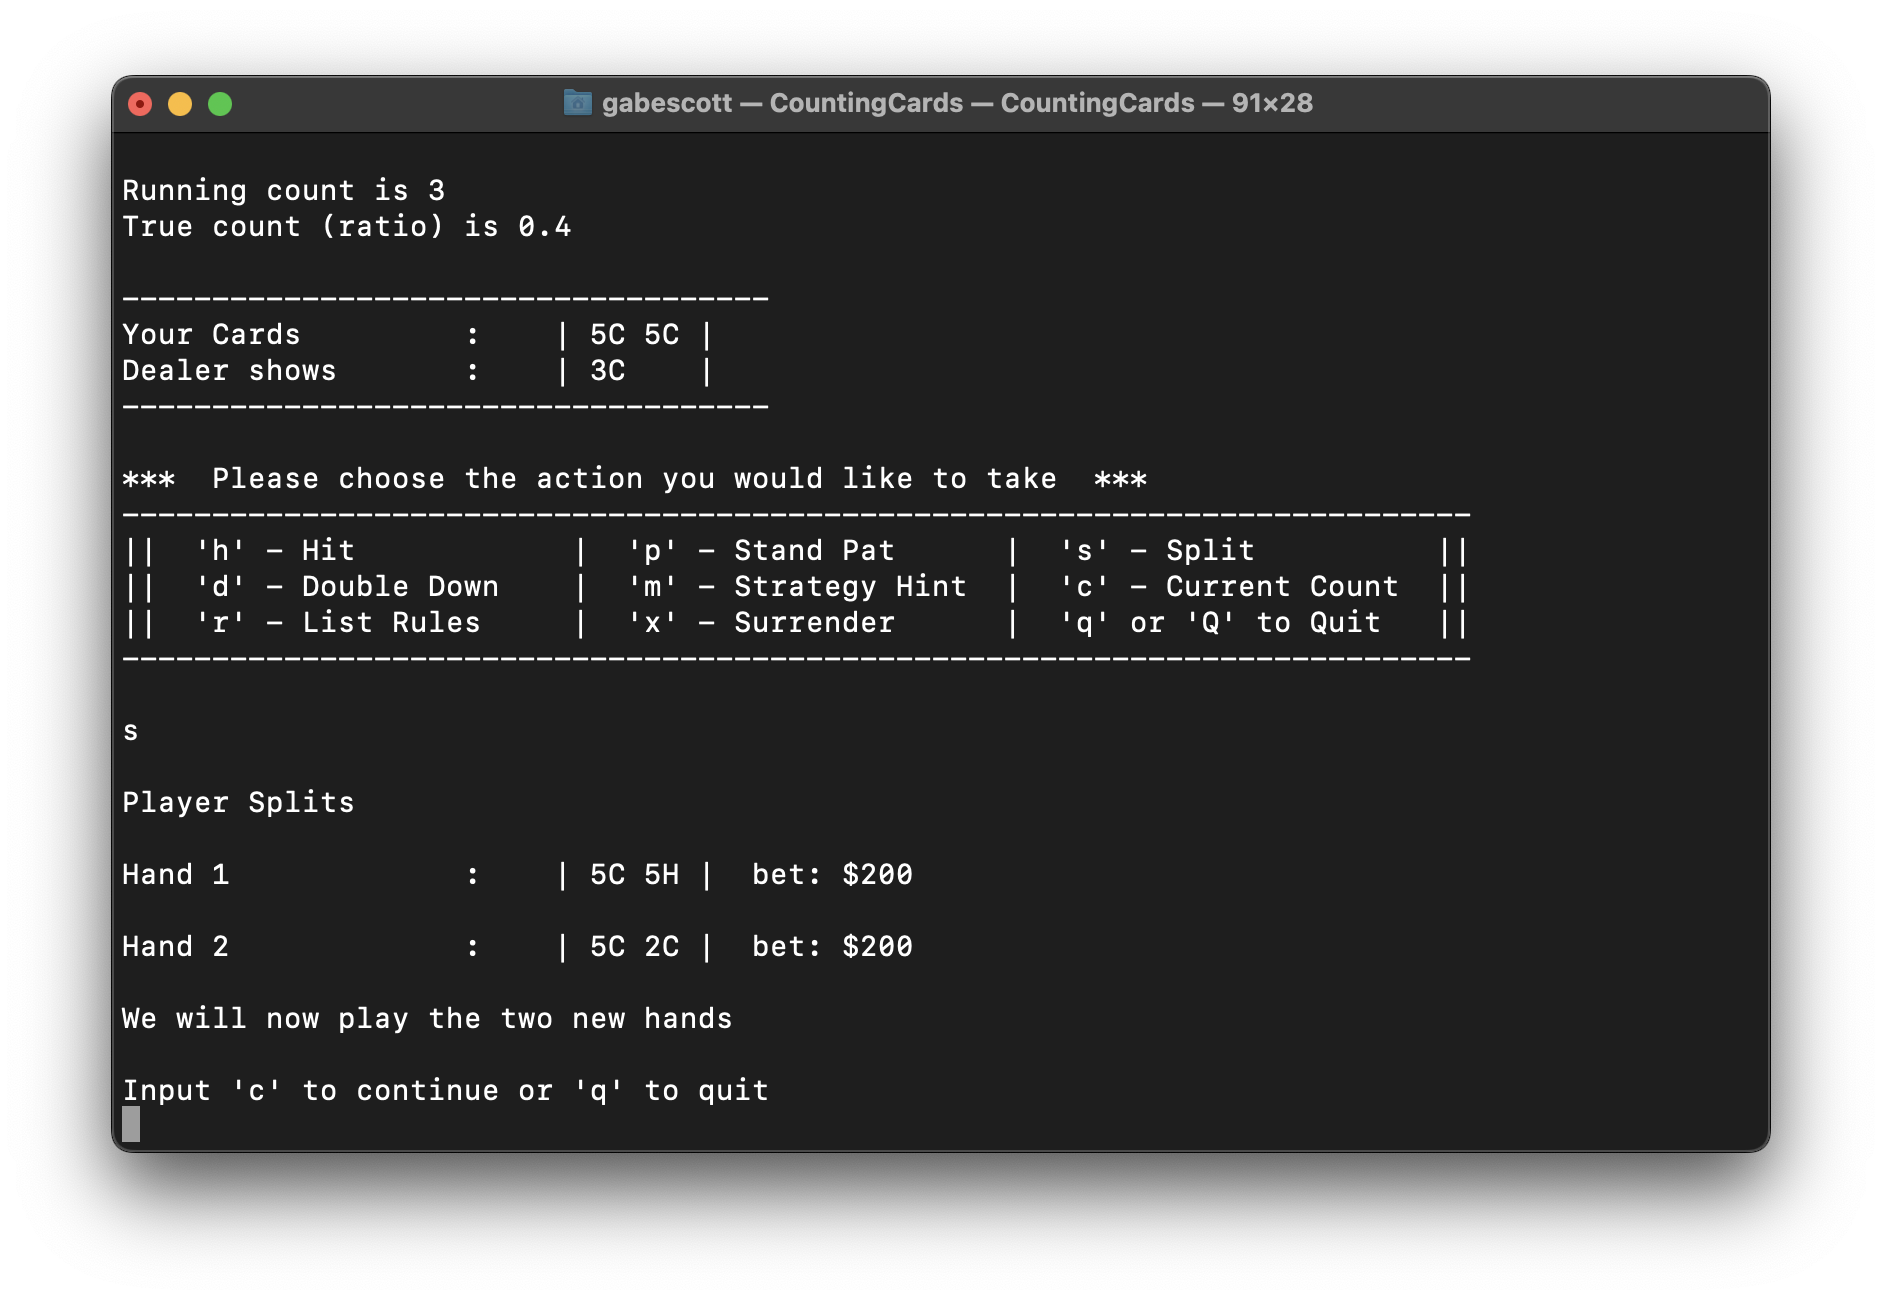 gabescott — CountingCards — CountingCards — 91×28
Running count is 3
True count (ratio) is 0.4
------------------------------------
Your Cards         :    | 5C 5C |
Dealer shows       :    | 3C    |
------------------------------------
***  Please choose the action you would like to take  ***
---------------------------------------------------------------------------
||  'h' - Hit            |  'p' - Stand Pat      |  's' - Split          ||
||  'd' - Double Down    |  'm' - Strategy Hint  |  'c' - Current Count  ||
||  'r' - List Rules     |  'x' - Surrender      |  'q' or 'Q' to Quit   ||
---------------------------------------------------------------------------
s
Player Splits
Hand 1             :    | 5C 5H |  bet: $200
Hand 2             :    | 5C 2C |  bet: $200
We will now play the two new hands
Input 'c' to continue or 'q' to quit